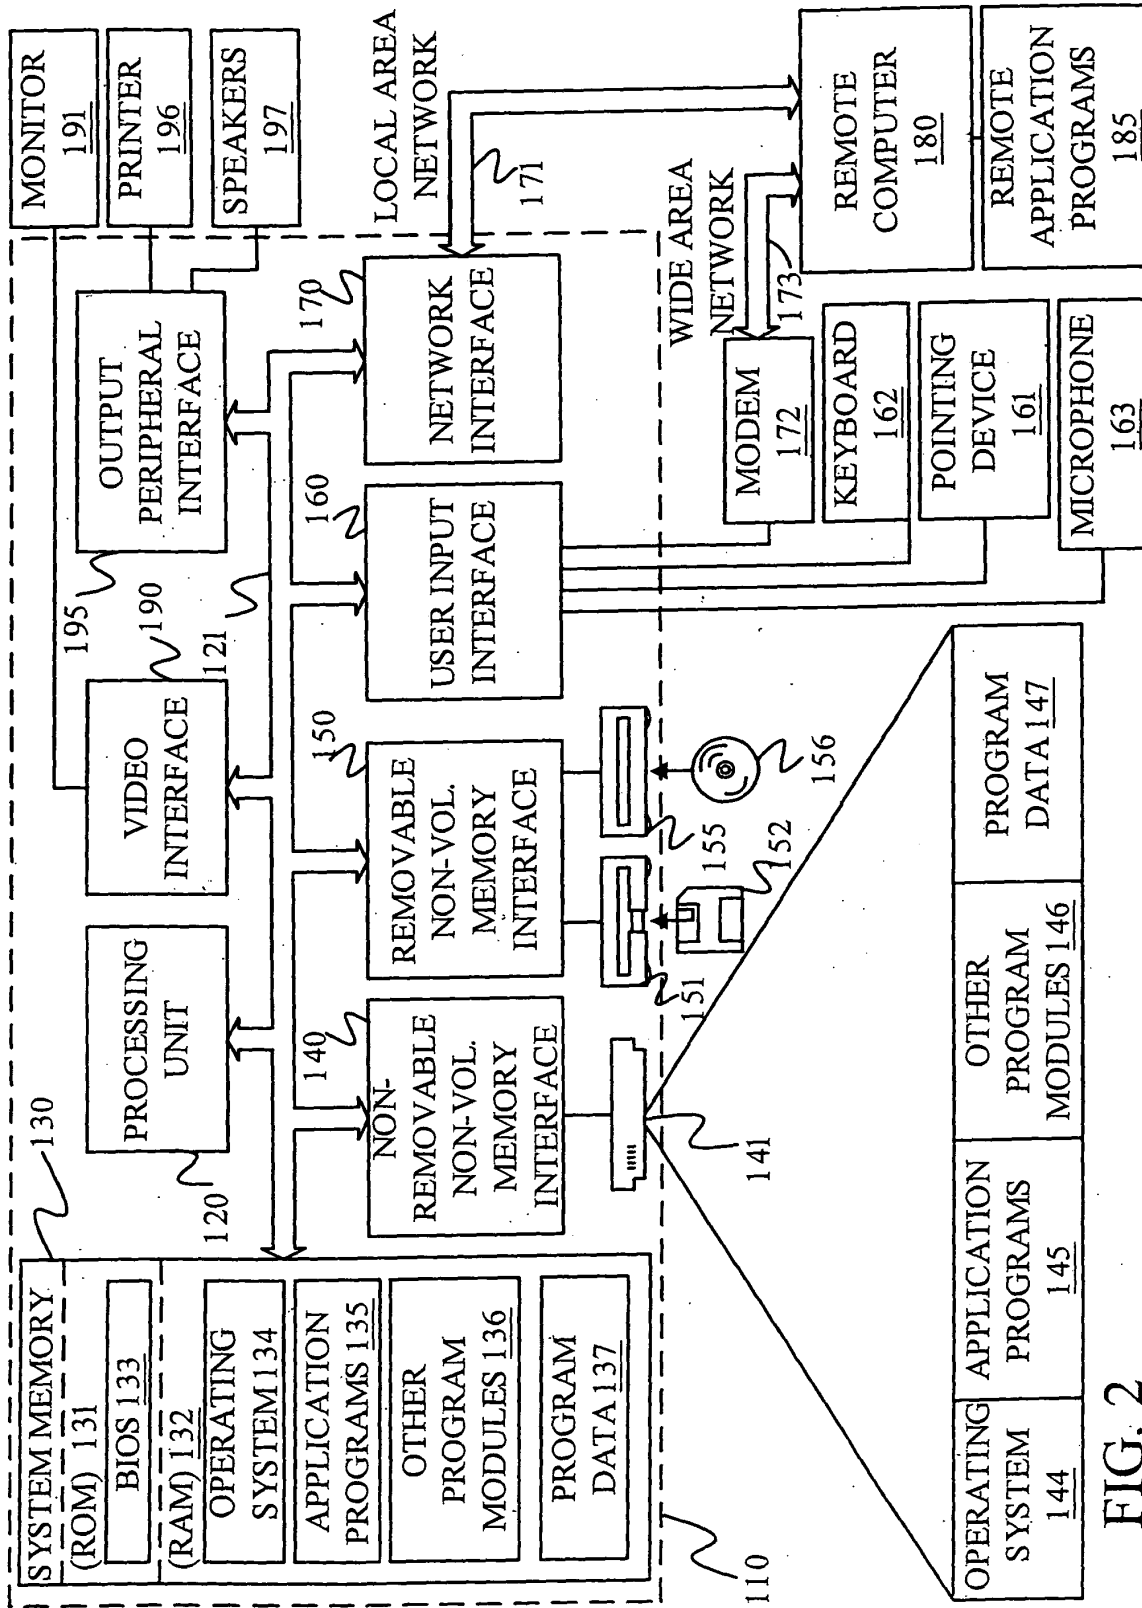 SYSTEM MEMORY
(ROM) 131
BIOS 133
(RAM) 132
OPERATING
SYSTEM 134
APPLICATION
PROGRAMS 135
OTHER
PROGRAM
MODULES 136
PROGRAM
DATA 137
130
PROCESSING
UNIT
120
VIDEO
INTERFACE
190
121
OUTPUT
PERIPHERAL
INTERFACE
195
MONITOR
191
PRINTER
196
SPEAKERS
197
140
NON-
REMOVABLE
NON-VOL.
MEMORY
INTERFACE
150
REMOVABLE
NON-VOL.
MEMORY
INTERFACE
160
USER INPUT
INTERFACE
170
NETWORK
INTERFACE
LOCAL AREA
NETWORK
171
110
141
151
152
155
156
WIDE AREA
NETWORK
173
MODEM
172
KEYBOARD
162
POINTING
DEVICE
161
MICROPHONE
163
REMOTE
COMPUTER
180
REMOTE
APPLICATION
PROGRAMS
185
OPERATING
SYSTEM
144
APPLICATION
PROGRAMS
145
OTHER
PROGRAM
MODULES 146
PROGRAM
DATA 147
FIG. 2